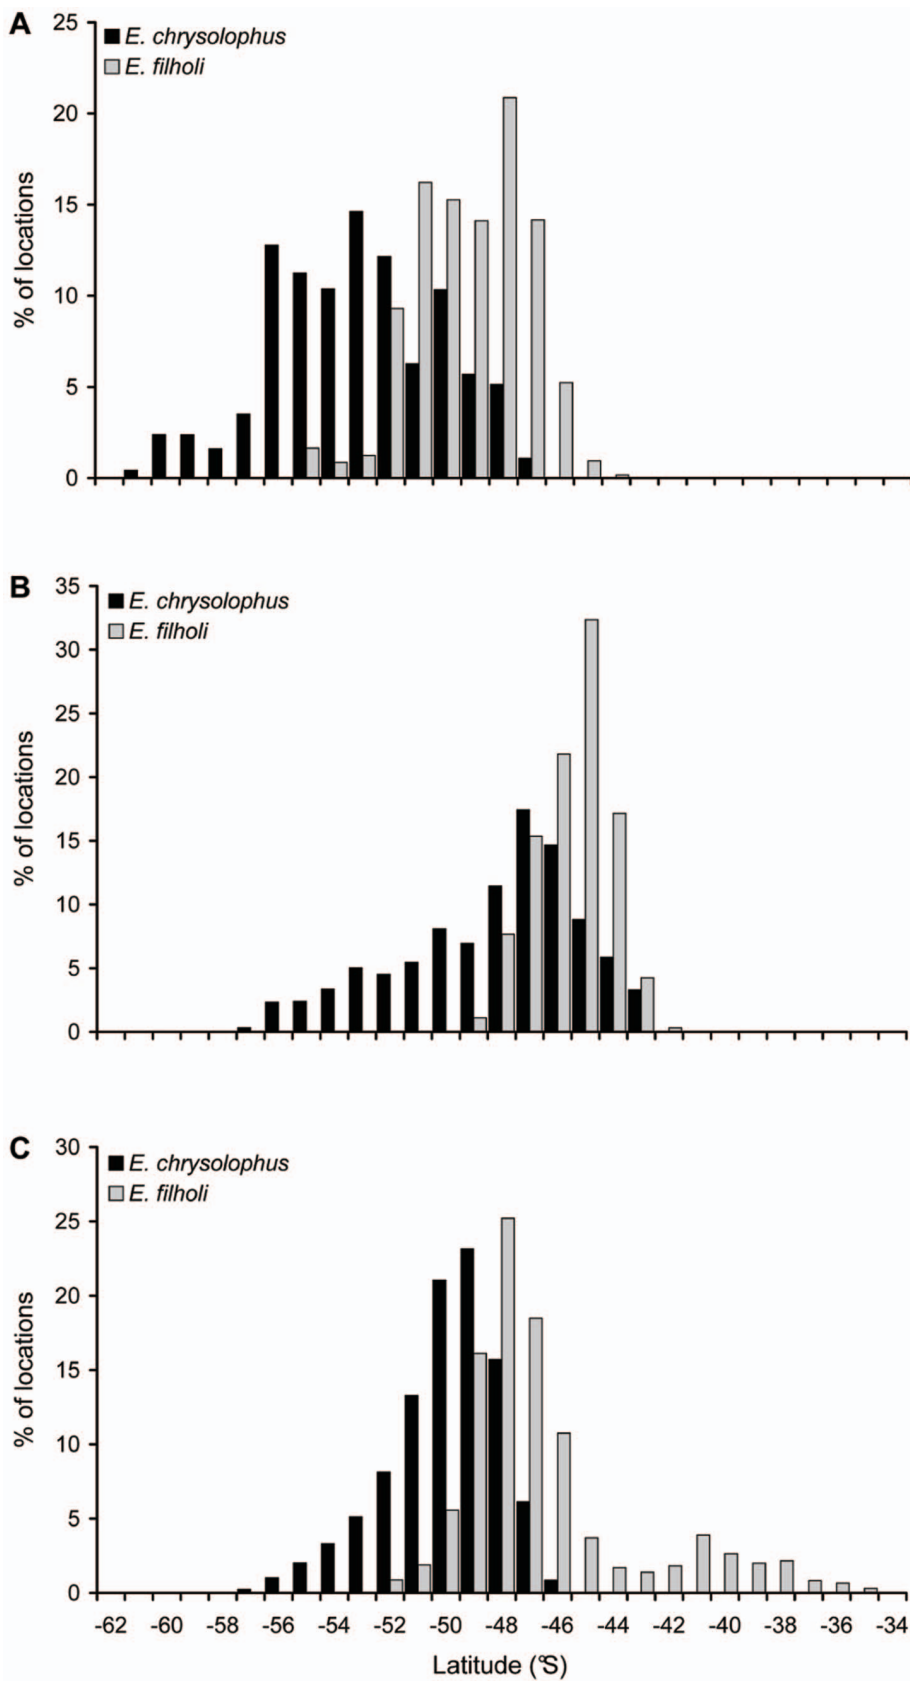 A
25
E. chrysolophus
E. filholi
20
15
10
5
0
% of locations
B
35
E. chrysolophus
E. filholi
30
25
20
15
10
5
0
% of locations
C
30
E. chrysolophus
E. filholi
25
20
15
10
5
0
% of locations
-62 -60 -58 -56 -54 -52 -50 -48 -46 -44 -42 -40 -38 -36 -34
Latitude (°S)